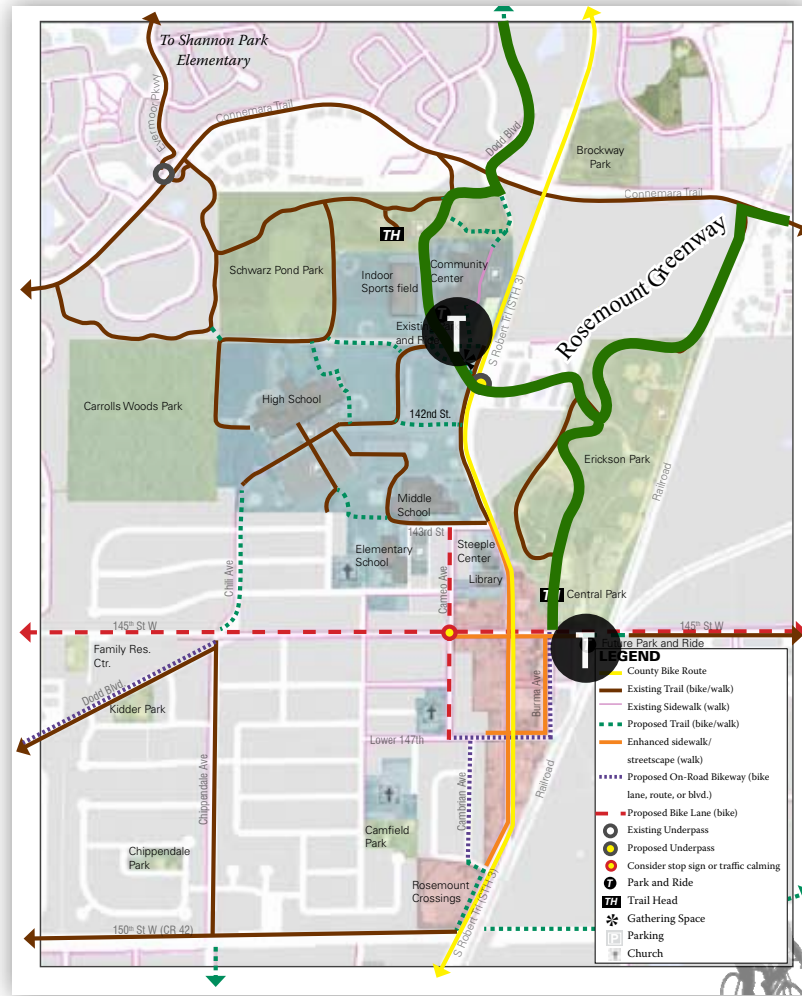 To Shannon Park
Elementary
Evermoor Pkwy
Connemara Trail
Dodd Blvd
Brockway
Park
Connemara Trail
TH
Schwarz Pond Park
Indoor
Sports field
Community
Center
Rosemount Greenway
S Robert Trl (STH 3)
T
Existi
and Ri
Carrolls Woods Park
High School
142nd St.
Erickson Park
Railroad
Middle
School
143rd St
Steeple
Center
Library
Elementary
School
Chili Ave
Cameo Ave
TH
Central Park
145th St W
145th St W
T
Future Park and Ride
Family Res.
Ctr.
Dodd Blvd
Kidder Park
Burma Ave
Lower 147th
Chippendale Ave
Cambrian Ave
Railroad
Camfield
Park
Chippendale
Park
Rosemount
Crossings
S Robert Trl (STH 3)
150th St W (CR 42)
LEGEND
County Bike Route
Existing Trail (bike/walk)
Existing Sidewalk (walk)
Proposed Trail (bike/walk)
Enhanced sidewalk/
streetscape (walk)
Proposed On-Road Bikeway (bike
lane, route, or blvd.)
Proposed Bike Lane (bike)
Existing Underpass
Proposed Underpass
Consider stop sign or traffic calming
T Park and Ride
TH Trail Head
Gathering Space
P Parking
Church